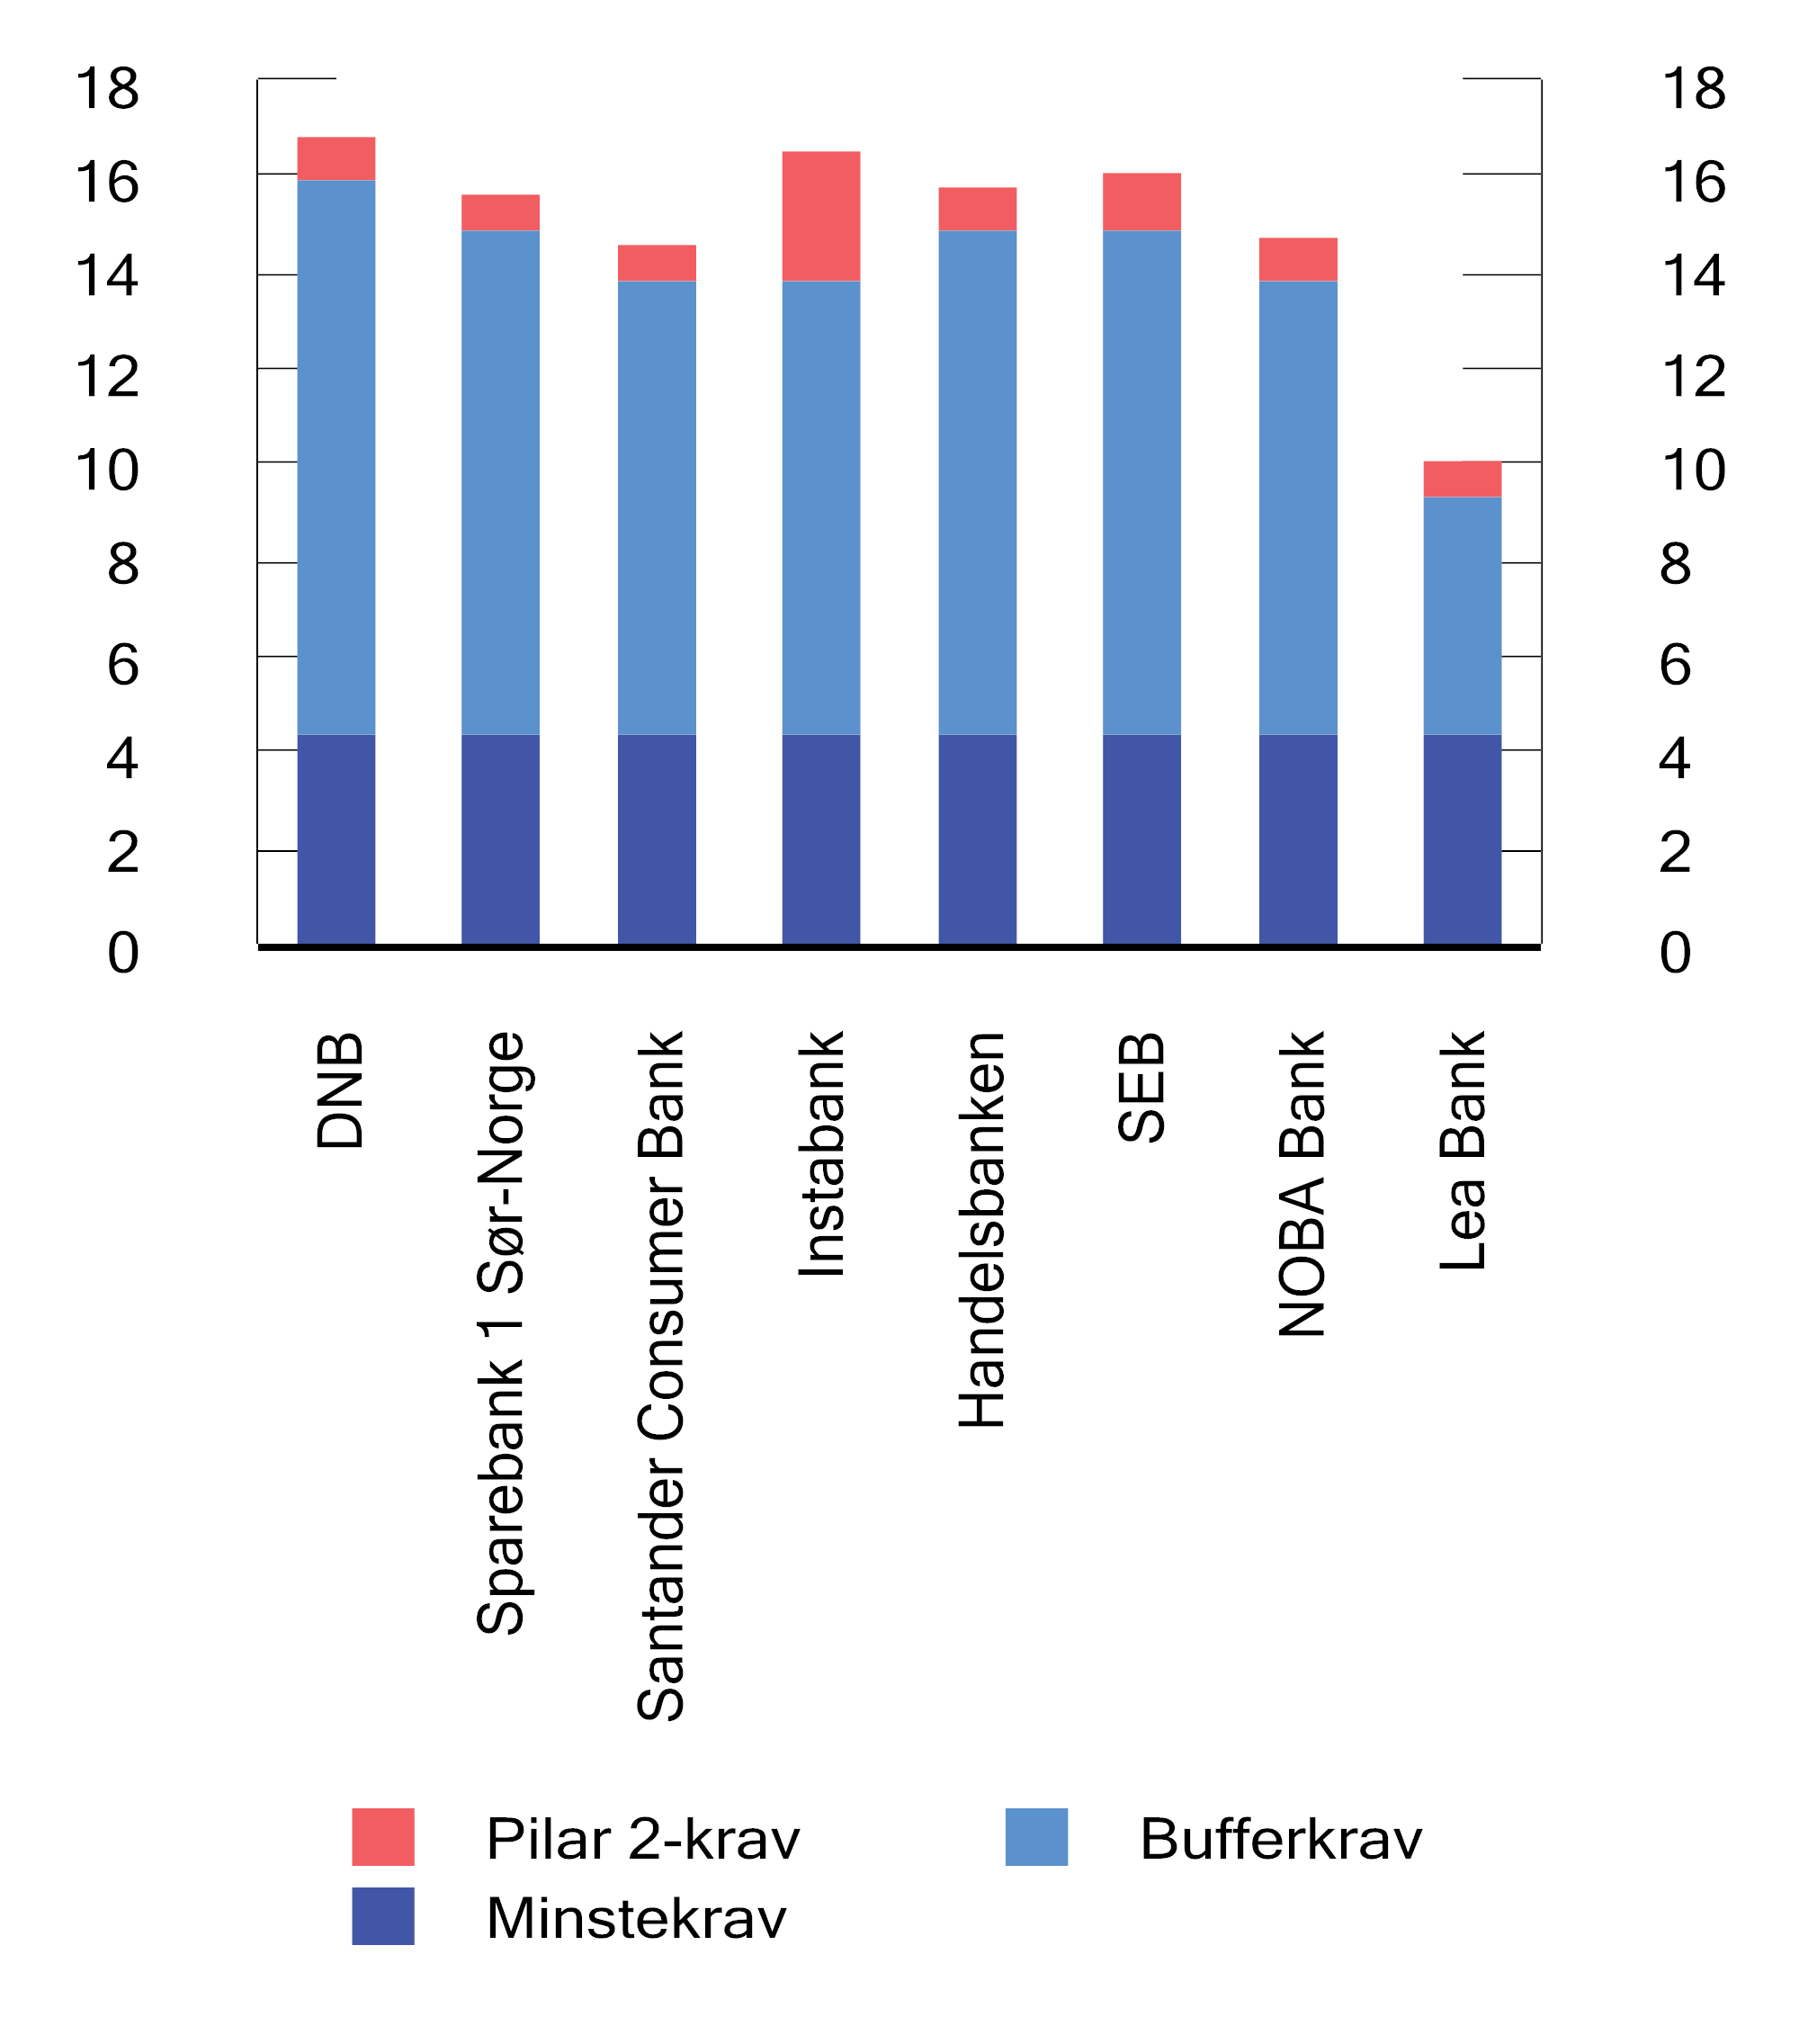 18 18
16 16
14 14
12 12
10 10
8 8
6 6
4 4
2 2
0 0
DNB
Sparebank 1 Sør-Norge
Santander Consumer Bank
Instabank
Handelsbanken
SEB
NOBA Bank
Lea Bank
Pilar 2-krav Bufferkrav
Minstekrav